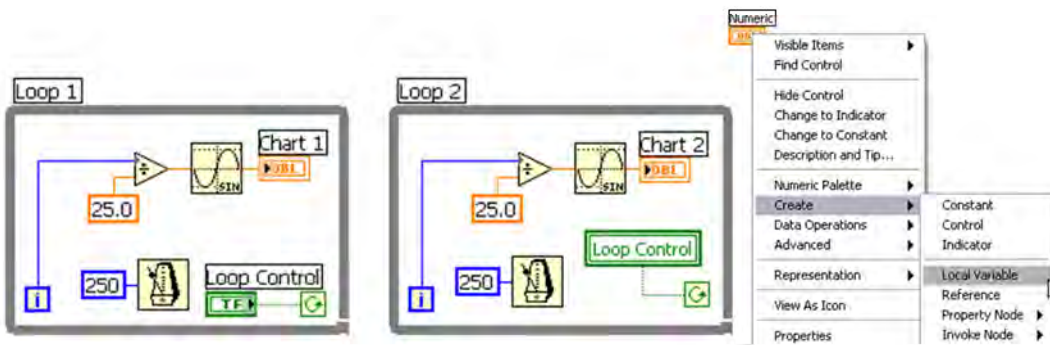 Loop 1
Chart 1
DBL
SIN
25.0
250
Loop Control
TF
i
Loop 2
Chart 2
DBL
SIN
25.0
Loop Control
250
i
Numeric
Visible Items
Find Control
Hide Control
Change to Indicator
Change to Constant
Description and Tip...
Numeric Palette
Create
Data Operations
Advanced
Representation
View As Icon
Properties
Constant
Control
Indicator
Local Variable
Reference
Property Node
Invoke Node